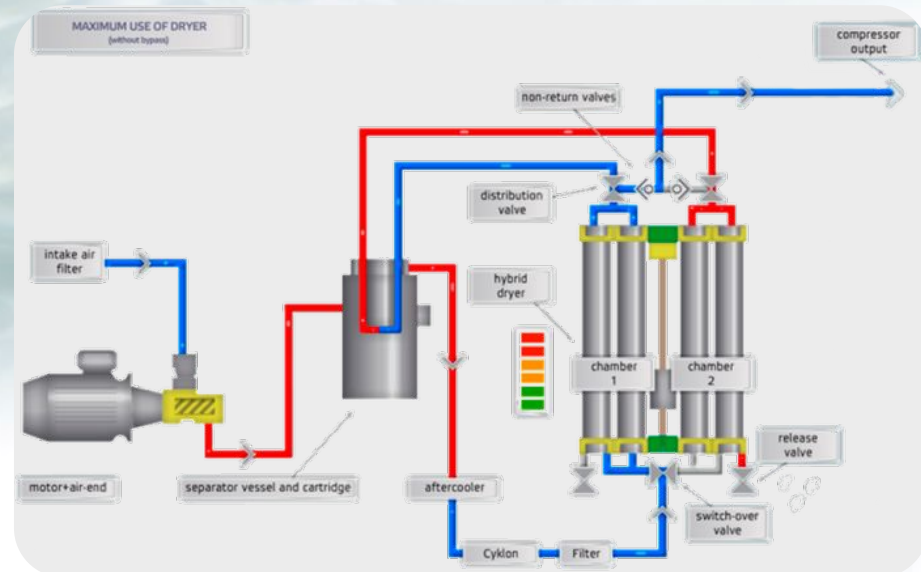 MAXIMUM USE OF DRYER
(without bypass)
compressor
output
non-return valves
distribution
valve
intake air
filter
hybrid
dryer
chamber
1
chamber
2
release
valve
motor+air-end
separator vessel and cartridge
aftercooler
switch-over
valve
Cyklon
Filter